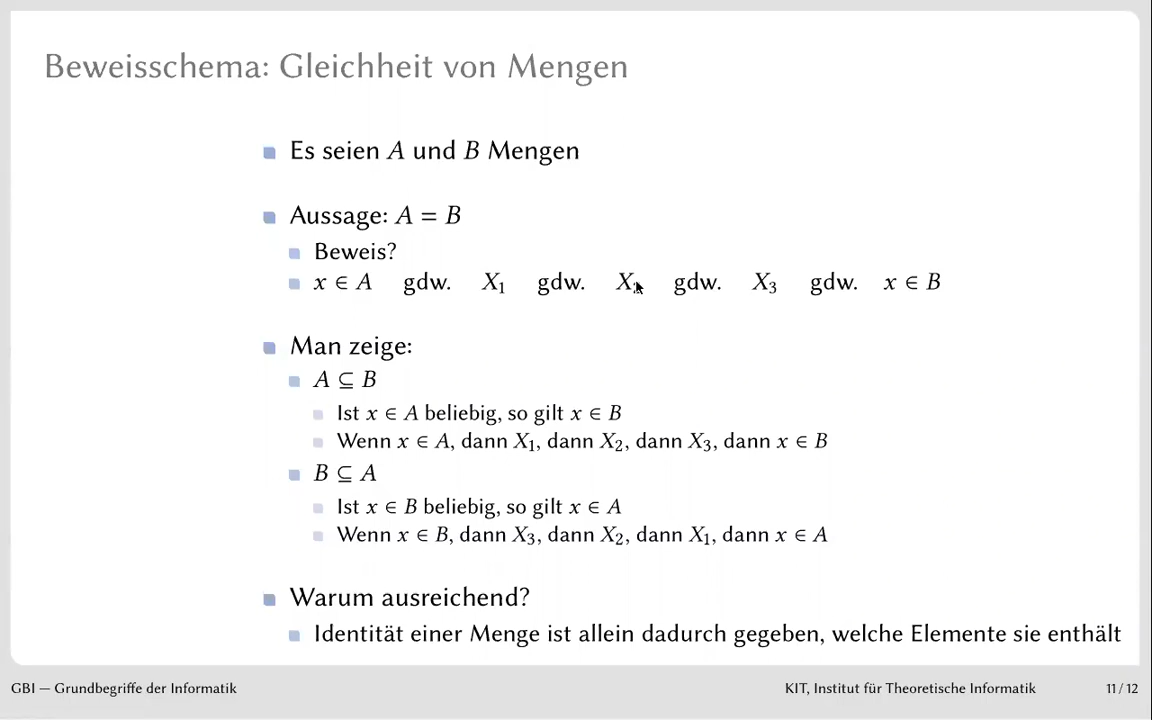 Beweisschema: Gleichheit von Mengen
Es seien A und B Mengen
Aussage: A = B
Beweis?
x ∈ A gdw. X₁ gdw. X₂ gdw. X₃ gdw. x ∈ B
Man zeige:
A ⊆ B
Ist x ∈ A beliebig, so gilt x ∈ B
Wenn x ∈ A, dann X₁, dann X₂, dann X₃, dann x ∈ B
B ⊆ A
Ist x ∈ B beliebig, so gilt x ∈ A
Wenn x ∈ B, dann X₃, dann X₂, dann X₁, dann x ∈ A
Warum ausreichend?
Identität einer Menge ist allein dadurch gegeben, welche Elemente sie enthält
GBI — Grundbegriffe der Informatik KIT, Institut für Theoretische Informatik 11 / 12